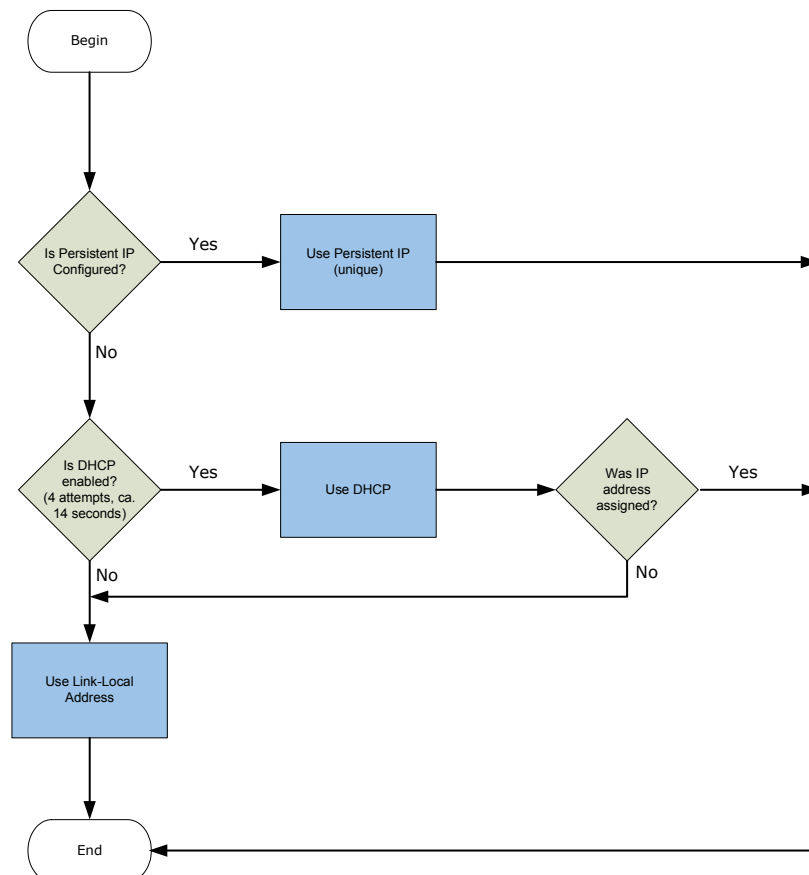 Begin
Is Persistent IP
Configured?
Yes
Use Persistent IP
(unique)
No
Is DHCP
enabled?
(4 attempts, ca.
14 seconds)
Yes
Use DHCP
Was IP
address
assigned?
Yes
No
No
Use Link-Local
Address
End